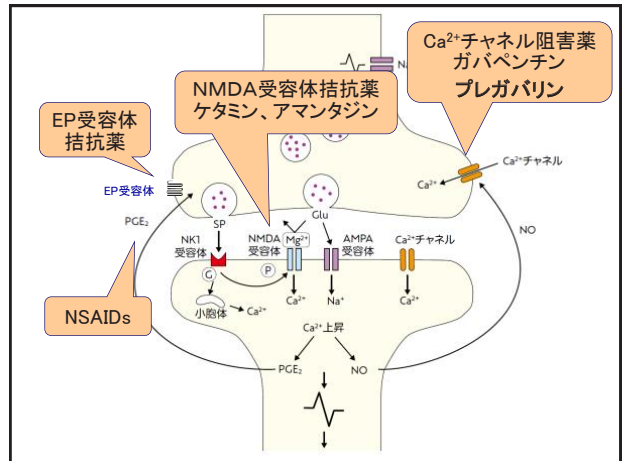 Ca²⁺チャネル阻害薬
ガバペンチン
プレガバリン
NMDA受容体拮抗薬
ケタミン、アマンタジン
EP受容体
拮抗薬
Ca²⁺チャネル
Ca²⁺
EP受容体
PGE₂
SP
Glu
NO
NK1
受容体
NMDA
受容体
Mg²⁺
AMPA
受容体
Ca²⁺チャネル
G
P
小胞体
Ca²⁺
Ca²⁺
Na⁺
Ca²⁺
NSAIDs
Ca²⁺上昇
PGE₂
NO